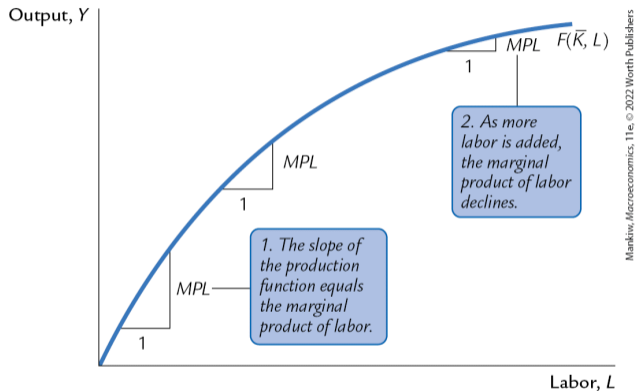 Output, Y
MPL F(K̅, L)
1
2. As more
labor is added,
the marginal
product of labor
declines.
MPL
1
1. The slope of
the production
function equals
the marginal
product of labor.
MPL
1
Labor, L
Mankiw, Macroeconomics, 11e, © 2022 Worth Publishers